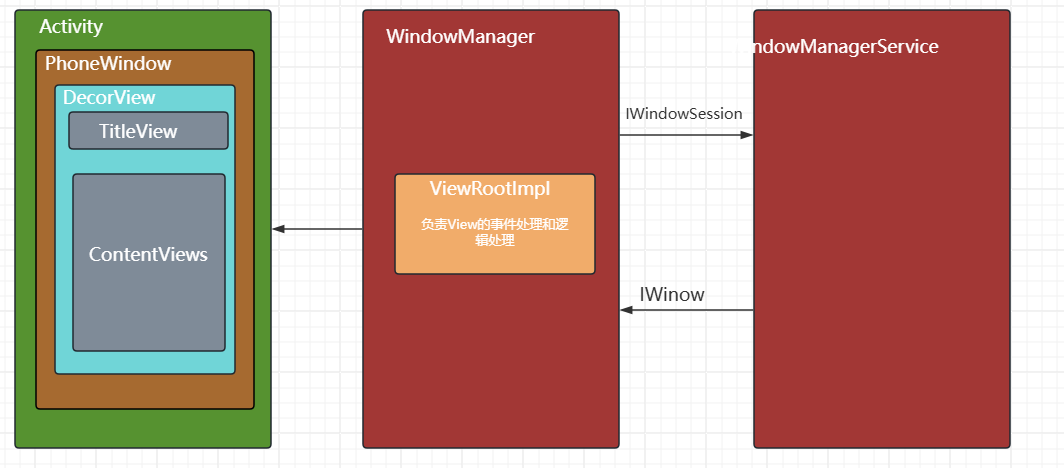 Activity
PhoneWindow
DecorView
TitleView
ContentViews
WindowManager
ViewRootImpl
负责View的事件处理和逻
辑处理
IWindowSession
IWinow
ndowManagerService